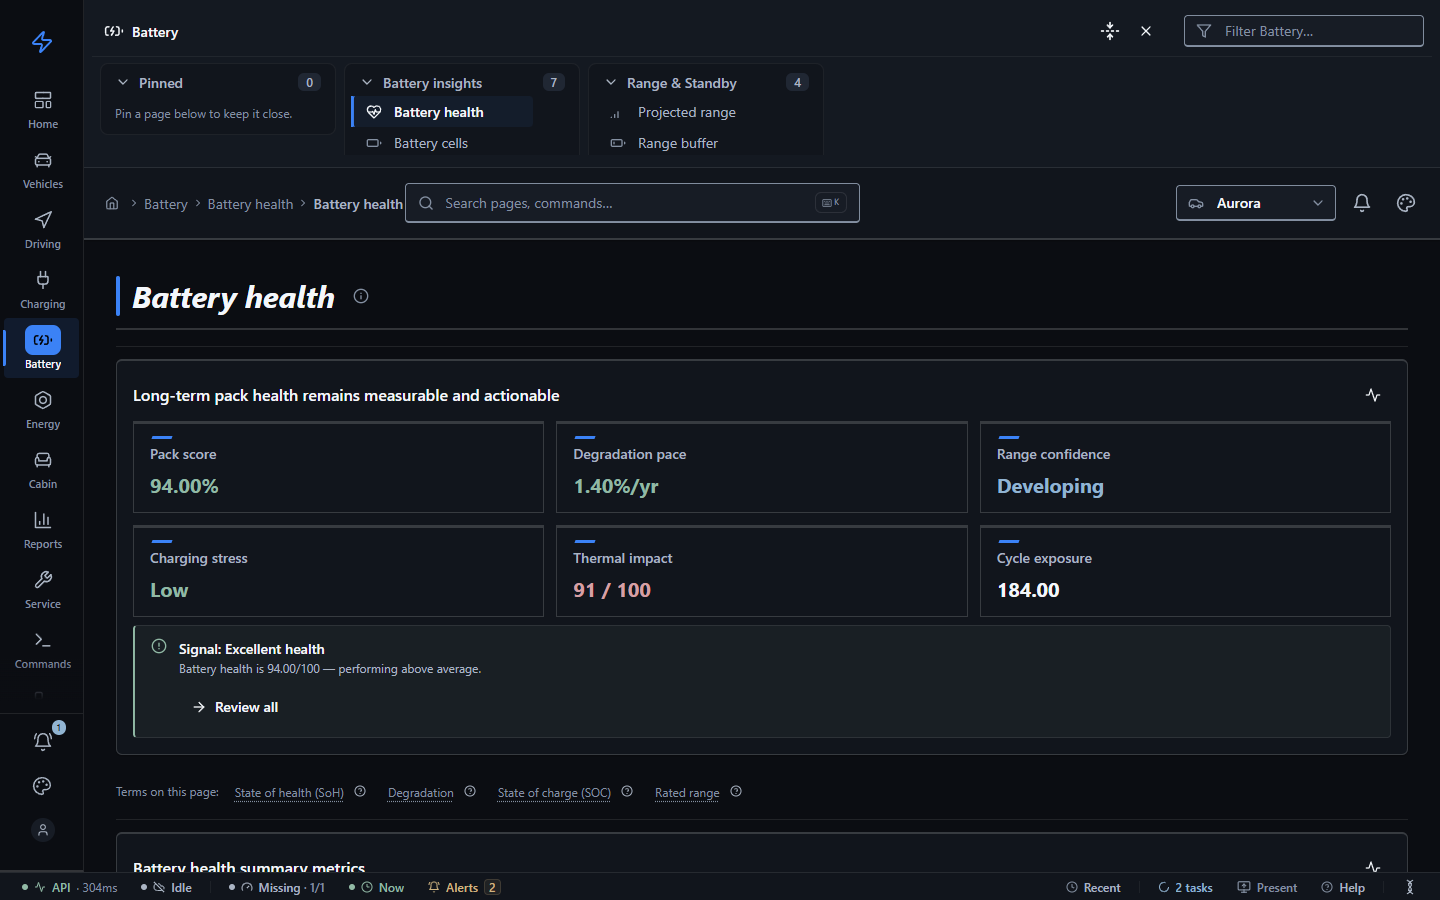 Battery
Filter Battery...
Pinned
0
Pin a page below to keep it close.
Battery insights
7
Battery health
Battery cells
Range & Standby
4
Projected range
Range buffer
Home
Vehicles
Driving
Charging
Battery
Energy
Cabin
Reports
Service
Commands
1
Battery
Battery health
Battery health
Search pages, commands...
K
Aurora
Battery health
Long-term pack health remains measurable and actionable
Pack score
94.00%
Degradation pace
1.40%/yr
Range confidence
Developing
Charging stress
Low
Thermal impact
91 / 100
Cycle exposure
184.00
Signal: Excellent health
Battery health is 94.00/100 — performing above average.
Review all
Terms on this page: State of health (SoH) Degradation State of charge (SOC) Rated range
Battery health summary metrics
API · 304ms Idle Missing · 1/1 Now Alerts 2 Recent 2 tasks Present Help